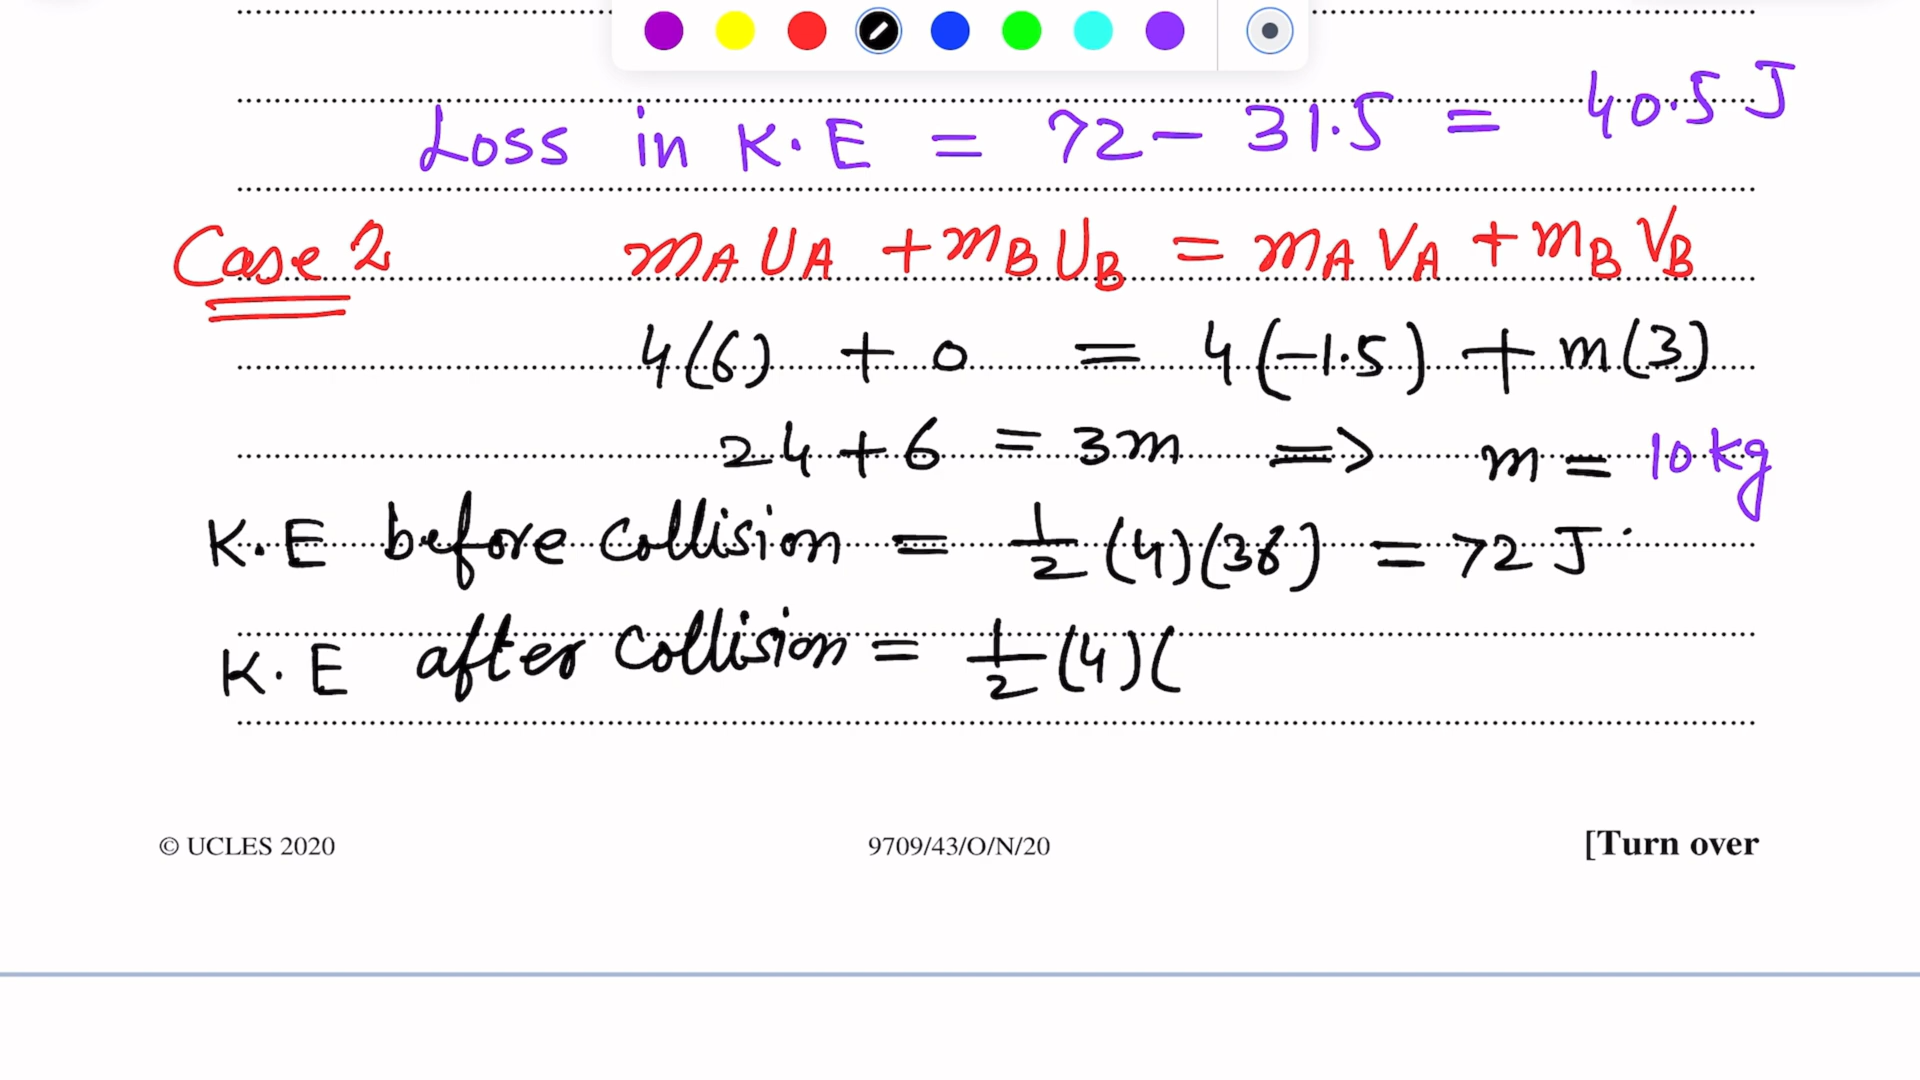 Loss in K.E = 72 - 31.5 = 40.5 J
Case 2 mA UA + mB UB = mA VA + mB VB
4(6) + 0 = 4(-1.5) + m(3)
24 + 6 = 3m => m = 10 kg
K.E before collision = 1/2 (4)(36) = 72 J
K.E after collision = 1/2 (4)(
© UCLES 2020 9709/43/O/N/20 [Turn over